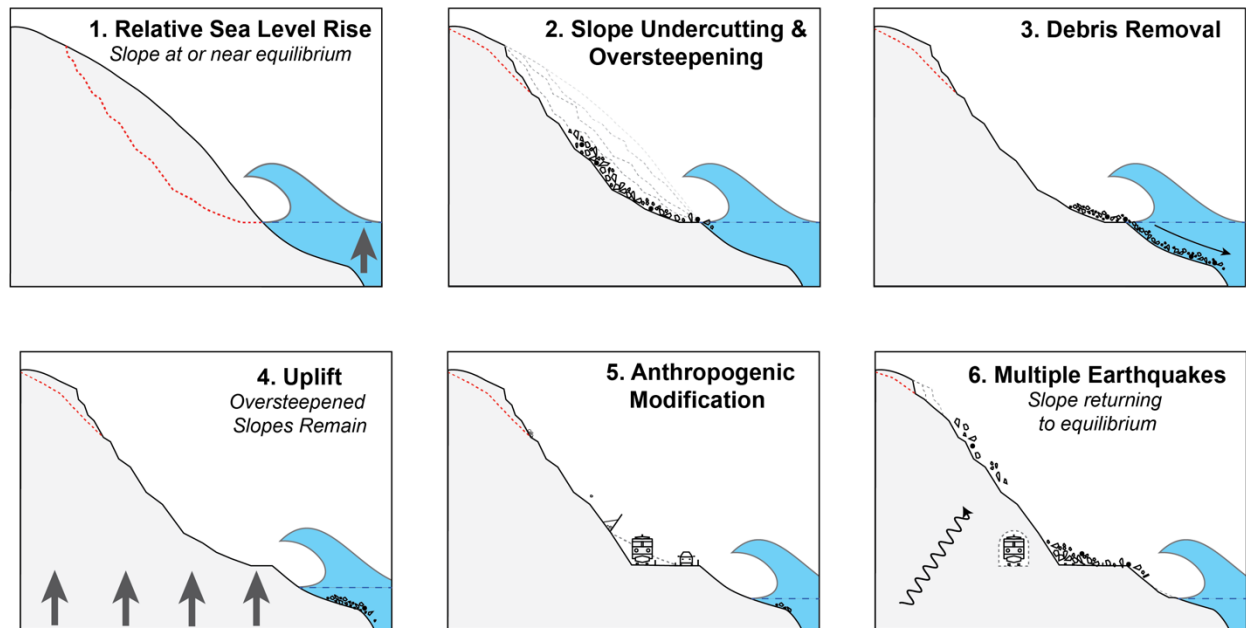 1. Relative Sea Level Rise
Slope at or near equilibrium
2. Slope Undercutting &
Oversteepening
3. Debris Removal
4. Uplift
Oversteepened
Slopes Remain
5. Anthropogenic
Modification
6. Multiple Earthquakes
Slope returning
to equilibrium